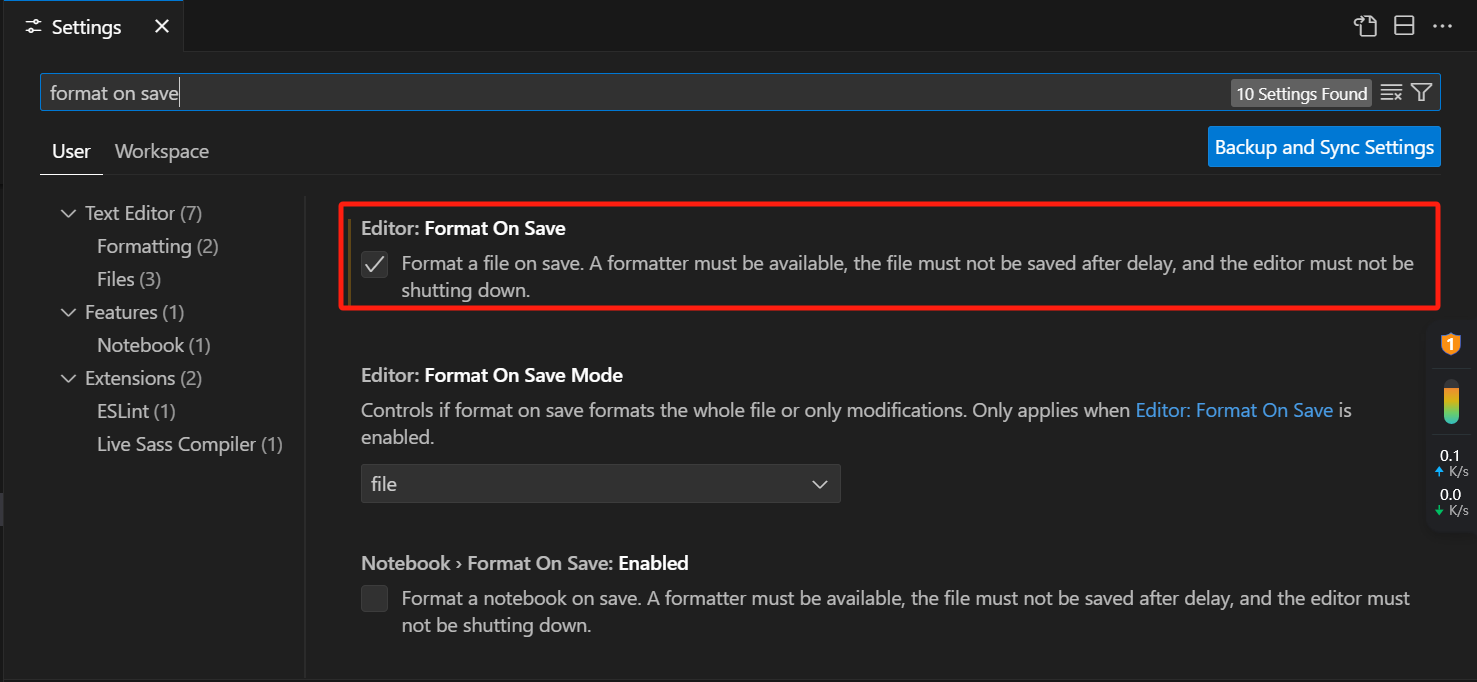 Settings
format on save
10 Settings Found
User
Workspace
Backup and Sync Settings
Text Editor (7)
Formatting (2)
Files (3)
Features (1)
Notebook (1)
Extensions (2)
ESLint (1)
Live Sass Compiler (1)
Editor: Format On Save
Format a file on save. A formatter must be available, the file must not be saved after delay, and the editor must not be
shutting down.
Editor: Format On Save Mode
Controls if format on save formats the whole file or only modifications. Only applies when Editor: Format On Save is
enabled.
file
Notebook › Format On Save: Enabled
Format a notebook on save. A formatter must be available, the file must not be saved after delay, and the editor must
not be shutting down.
1
0.1
K/s
0.0
K/s